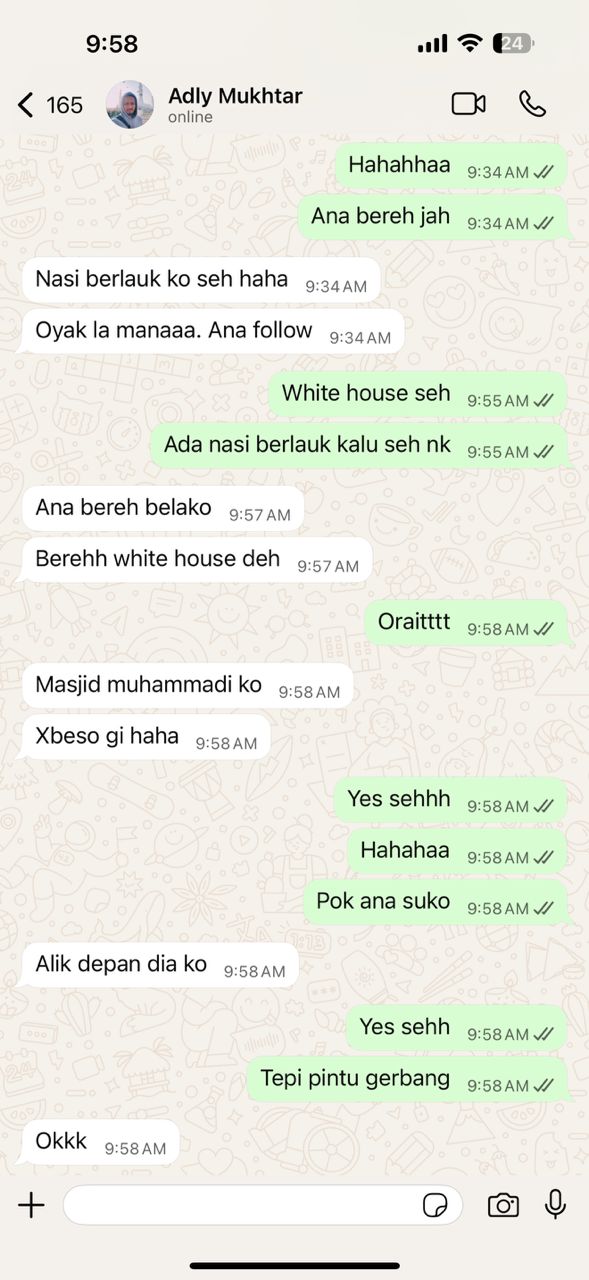 9:58
24
165
Adly Mukhtar
online
Hahahhaa 9:34 AM
Ana bereh jah 9:34 AM
Nasi berlauk ko seh haha 9:34 AM
Oyak la manaaa. Ana follow 9:34 AM
White house seh 9:55 AM
Ada nasi berlauk kalu seh nk 9:55 AM
Ana bereh belako 9:57 AM
Berehh white house deh 9:57 AM
Oraitttt 9:58 AM
Masjid muhammadi ko 9:58 AM
Xbeso gi haha 9:58 AM
Yes sehhh 9:58 AM
Hahahaa 9:58 AM
Pok ana suko 9:58 AM
Alik depan dia ko 9:58 AM
Yes sehh 9:58 AM
Tepi pintu gerbang 9:58 AM
Okkk 9:58 AM